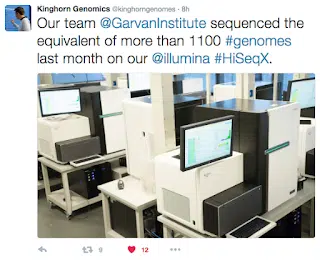 Kinghorn Genomics @kinghorngenomes · 8h
Our team @GarvanInstitute sequenced the
equivalent of more than 1100 #genomes
last month on our @illumina #HiSeqX.
9 12